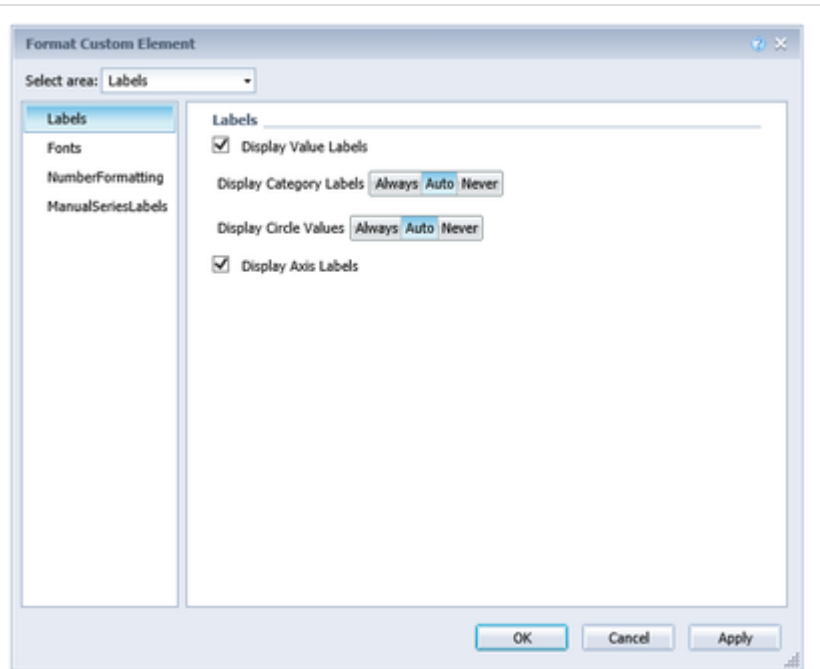 Format Custom Element
Select area: Labels
Labels
Fonts
NumberFormatting
ManualSeriesLabels
Labels
Display Value Labels
Display Category Labels Always Auto Never
Display Circle Values Always Auto Never
Display Axis Labels
OK Cancel Apply